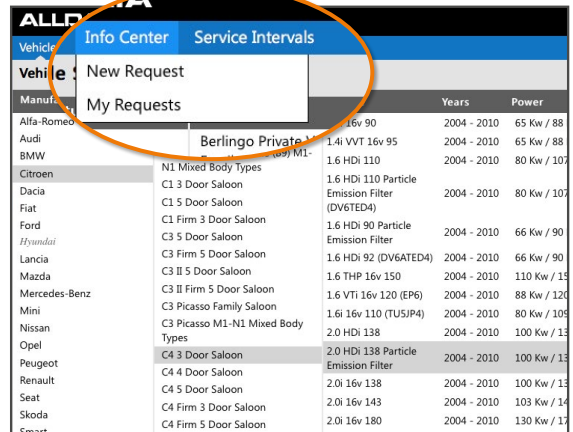 Info Center Service Intervals
New Request
My Requests
Years Power
Alfa-Romeo
Audi
BMW
Citroen
Dacia
Fiat
Ford
Hyundai
Lancia
Mazda
Mercedes-Benz
Mini
Nissan
Opel
Peugeot
Renault
Seat
Skoda
Smart
Berlingo Private
N1 Mixed Body Types
C1 3 Door Saloon
C1 5 Door Saloon
C1 Firm 3 Door Saloon
C3 5 Door Saloon
C3 Firm 5 Door Saloon
C3 II 5 Door Saloon
C3 II Firm 5 Door Saloon
C3 Picasso Family Saloon
C3 Picasso M1-N1 Mixed Body
Types
C4 3 Door Saloon
C4 4 Door Saloon
C4 5 Door Saloon
C4 Firm 3 Door Saloon
C4 Firm 5 Door Saloon
16v 90 2004 - 2010 65 Kw / 88
1.4i VVT 16v 95 2004 - 2010 65 Kw / 88
1.6 HDi 110 2004 - 2010 80 Kw / 107
1.6 HDi 110 Particle
Emission Filter 2004 - 2010 80 Kw / 107
(DV6TED4)
1.6 HDi 90 Particle
Emission Filter 2004 - 2010 66 Kw / 90
1.6 HDi 92 (DV6ATED4) 2004 - 2010 66 Kw / 90
1.6 THP 16v 150 2004 - 2010 110 Kw / 15
1.6 VTi 16v 120 (EP6) 2004 - 2010 88 Kw / 120
1.6i 16v 110 (TU5JP4) 2004 - 2010 80 Kw / 109
2.0 HDi 138 2004 - 2010 100 Kw / 13
2.0 HDi 138 Particle
Emission Filter 2004 - 2010 100 Kw / 13
2.0i 16v 138 2004 - 2010 100 Kw / 13
2.0i 16v 143 2004 - 2010 103 Kw / 14
2.0i 16v 180 2004 - 2010 130 Kw / 17